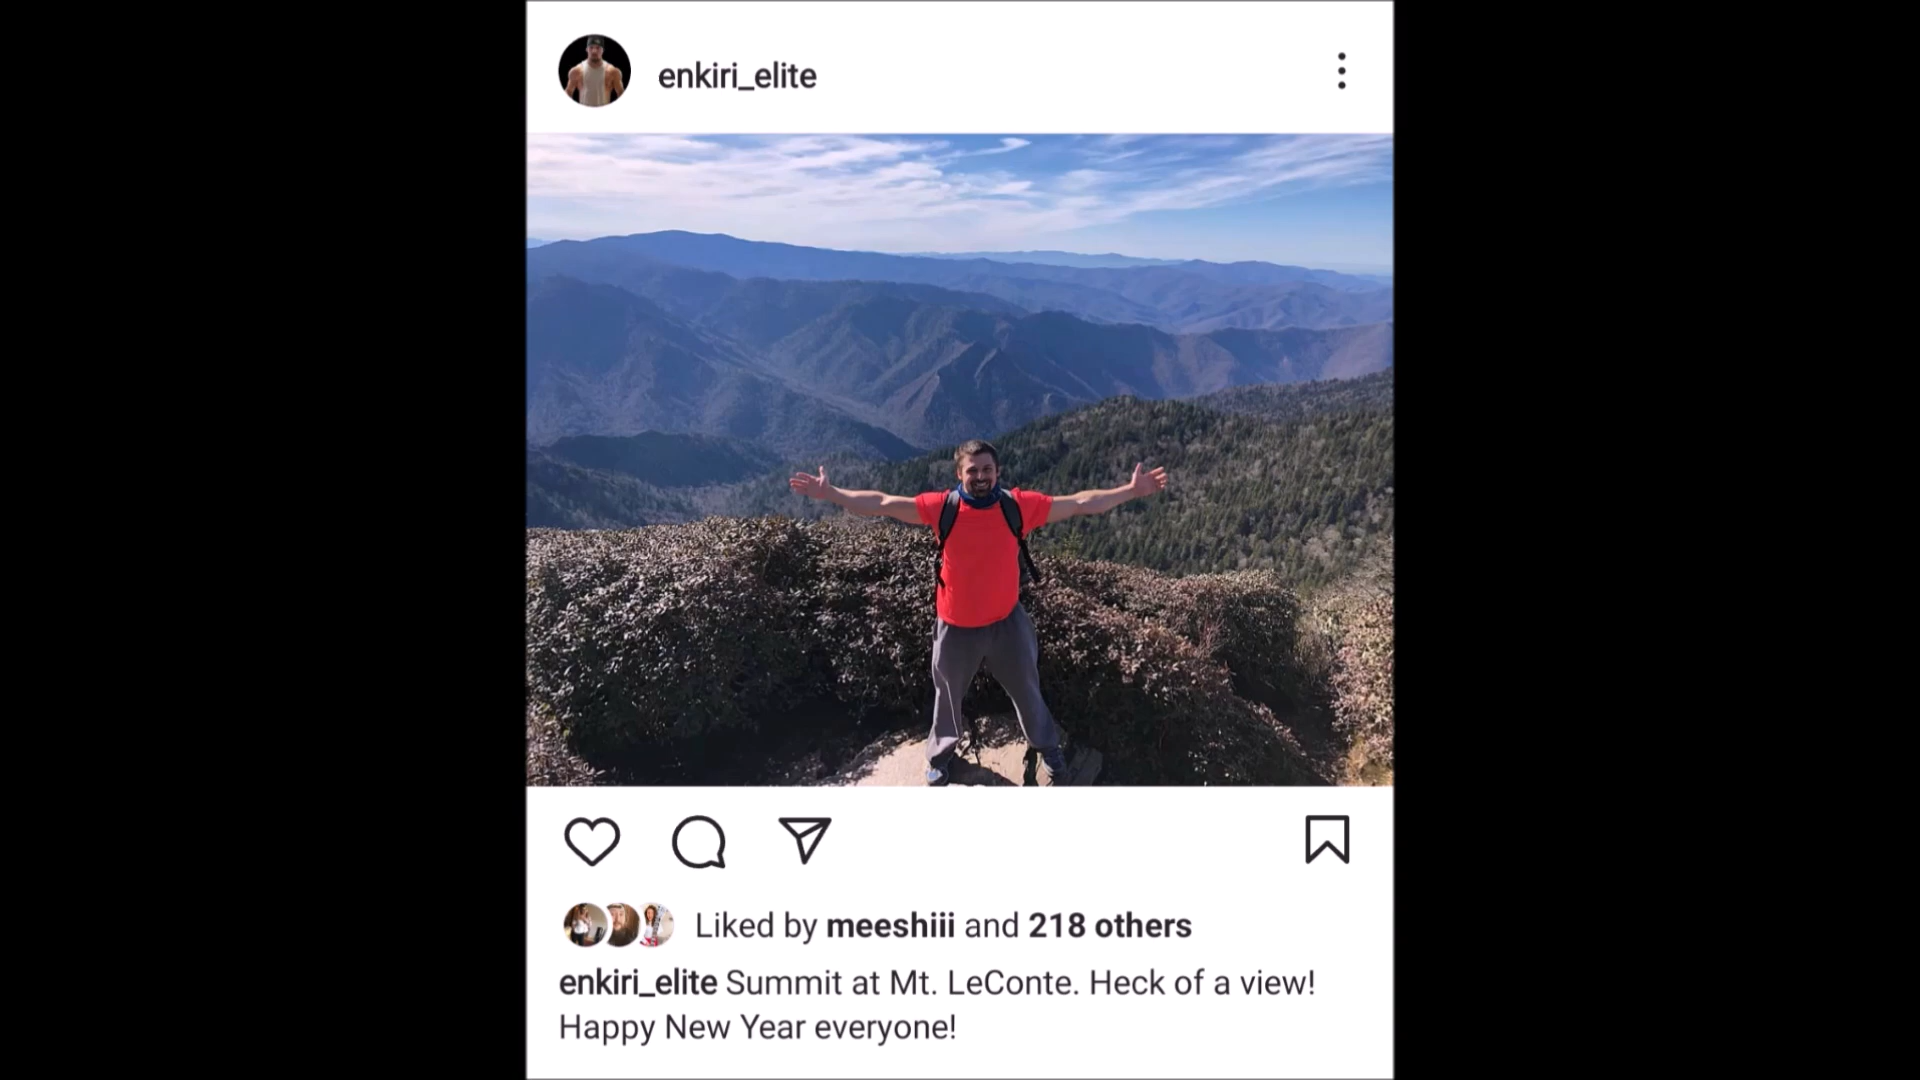 enkiri_elite
Liked by meeshiii and 218 others
enkiri_elite Summit at Mt. LeConte. Heck of a view!
Happy New Year everyone!